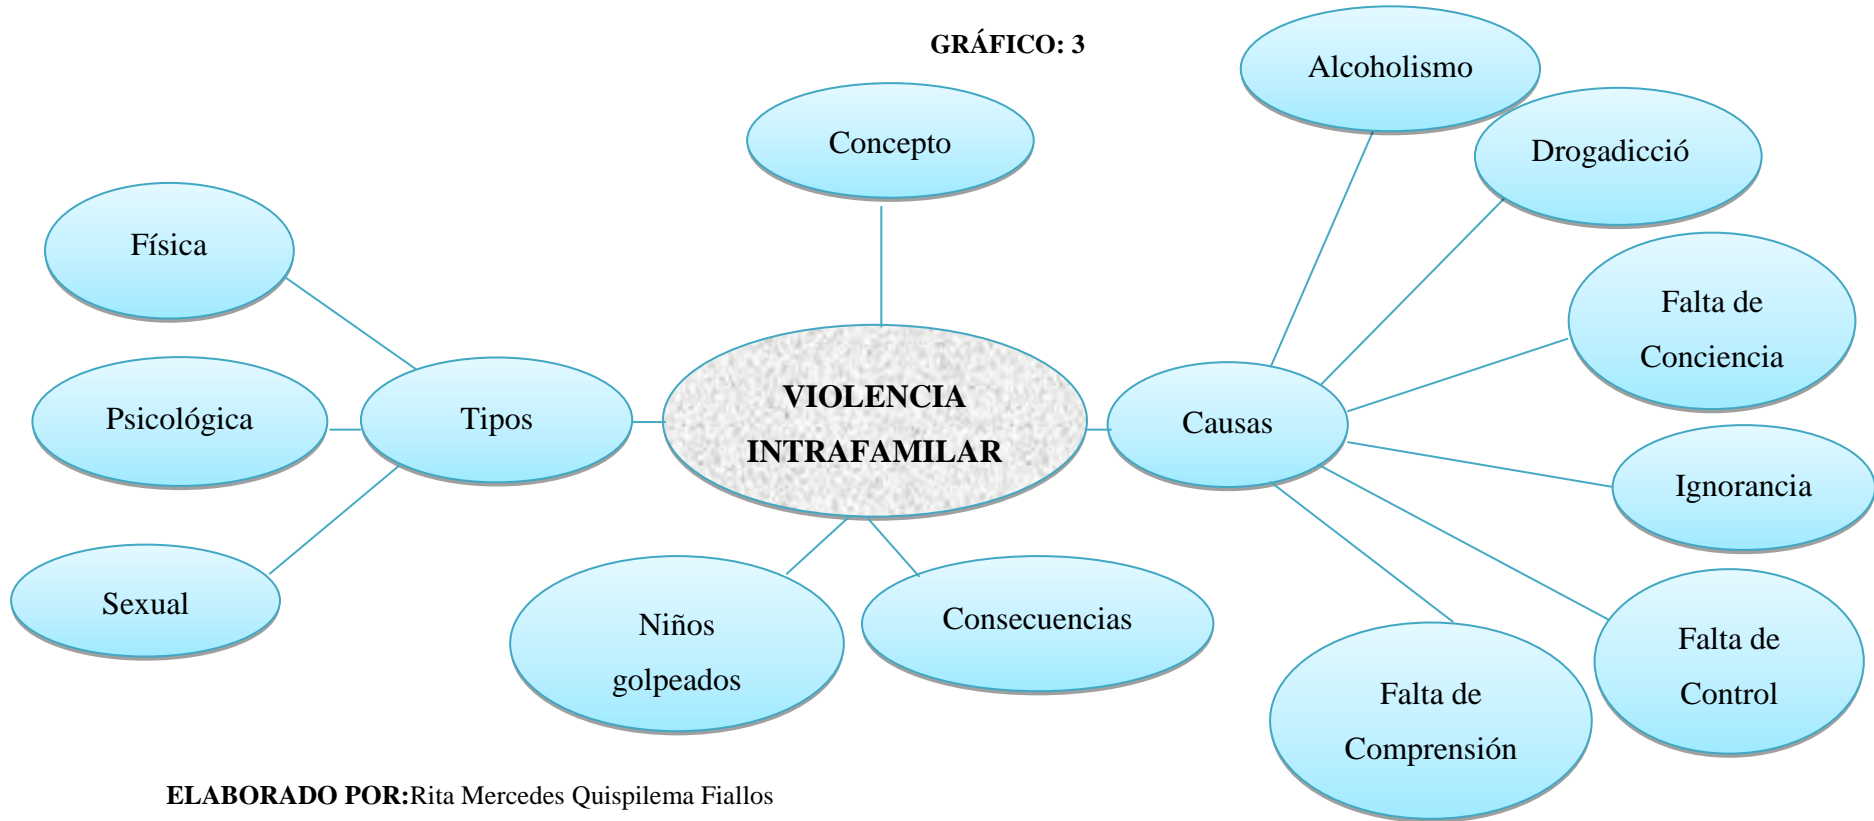 GRÁFICO: 3
Alcoholismo
Concepto
Drogadicció
Física
Falta de
Conciencia
Psicológica
Tipos
VIOLENCIA
INTRAFAMILAR
Causas
Ignorancia
Sexual
Niños
golpeados
Consecuencias
Falta de
Control
Falta de
Comprensión
ELABORADO POR:Rita Mercedes Quispilema Fiallos